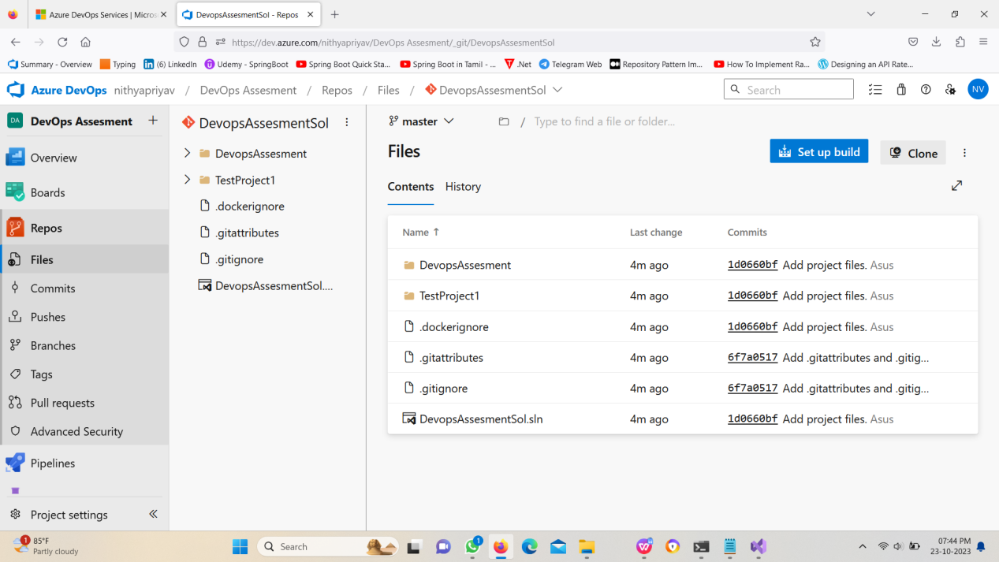 Azure DevOps Services | Micros
DevopsAssesmentSol - Repos
https://dev.azure.com/nithyapriyav/DevOps Assesment/_git/DevopsAssesmentSol
Summary - Overview
Typing
(6) LinkedIn
Udemy - SpringBoot
Spring Boot Quick Sta...
Spring Boot in Tamil - ...
.Net
Telegram Web
Repository Pattern Im...
How To Implement Ra...
Designing an API Rate...
Azure DevOps nithyapriyav / DevOps Assesment / Repos / Files / DevopsAssesmentSol
Search
NV
DA DevOps Assesment
Overview
Boards
Repos
Files
Commits
Pushes
Branches
Tags
Pull requests
Advanced Security
Pipelines
Project settings
DevopsAssesmentSol
DevopsAssesment
TestProject1
.dockerignore
.gitattributes
.gitignore
DevopsAssesmentSol....
master
/ Type to find a file or folder...
Files
Set up build
Clone
Contents History
Name ↑ Last change Commits
DevopsAssesment 4m ago 1d0660bf Add project files. Asus
TestProject1 4m ago 1d0660bf Add project files. Asus
.dockerignore 4m ago 1d0660bf Add project files. Asus
.gitattributes 4m ago 6f7a0517 Add .gitattributes and .gitig...
.gitignore 4m ago 6f7a0517 Add .gitattributes and .gitig...
DevopsAssesmentSol.sln 4m ago 1d0660bf Add project files. Asus
1
85°F
Partly cloudy
Search
1
07:44 PM
23-10-2023